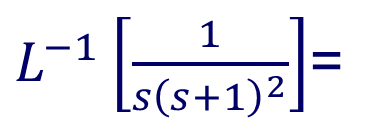 L⁻¹ [1/(s(s+1)²)]=